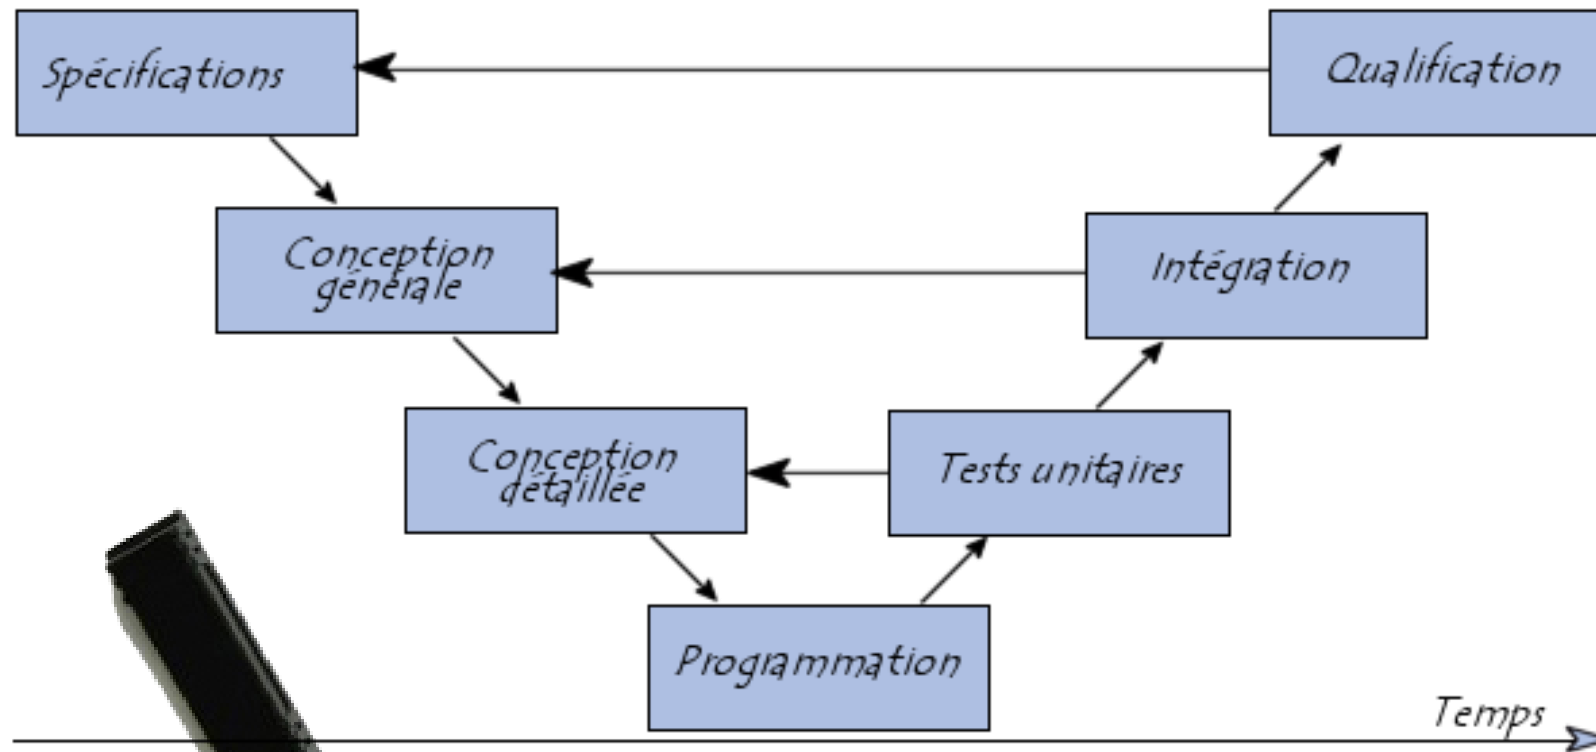 Spécifications
Qualification
Conception
générale
Intégration
Conception
détaillée
Tests unitaires
Programmation
Temps